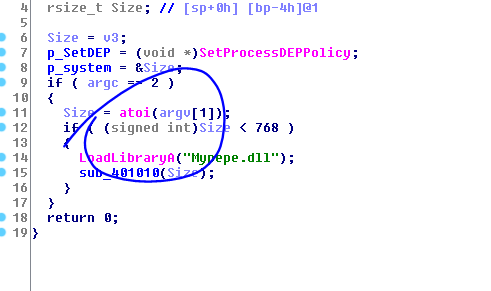 4 rsize_t Size; // [sp+0h] [bp-4h]@1
5
6 Size = v3;
7 p_SetDEP = (void *)SetProcessDEPPolicy;
8 p_system = &Size;
9 if ( argc == 2 )
10 {
11 Size = atoi(argv[1]);
12 if ( (signed int)Size < 768 )
13 {
14 LoadLibraryA("Mypepe.dll");
15 sub_401010(Size);
16 }
17 }
18 return 0;
19 }